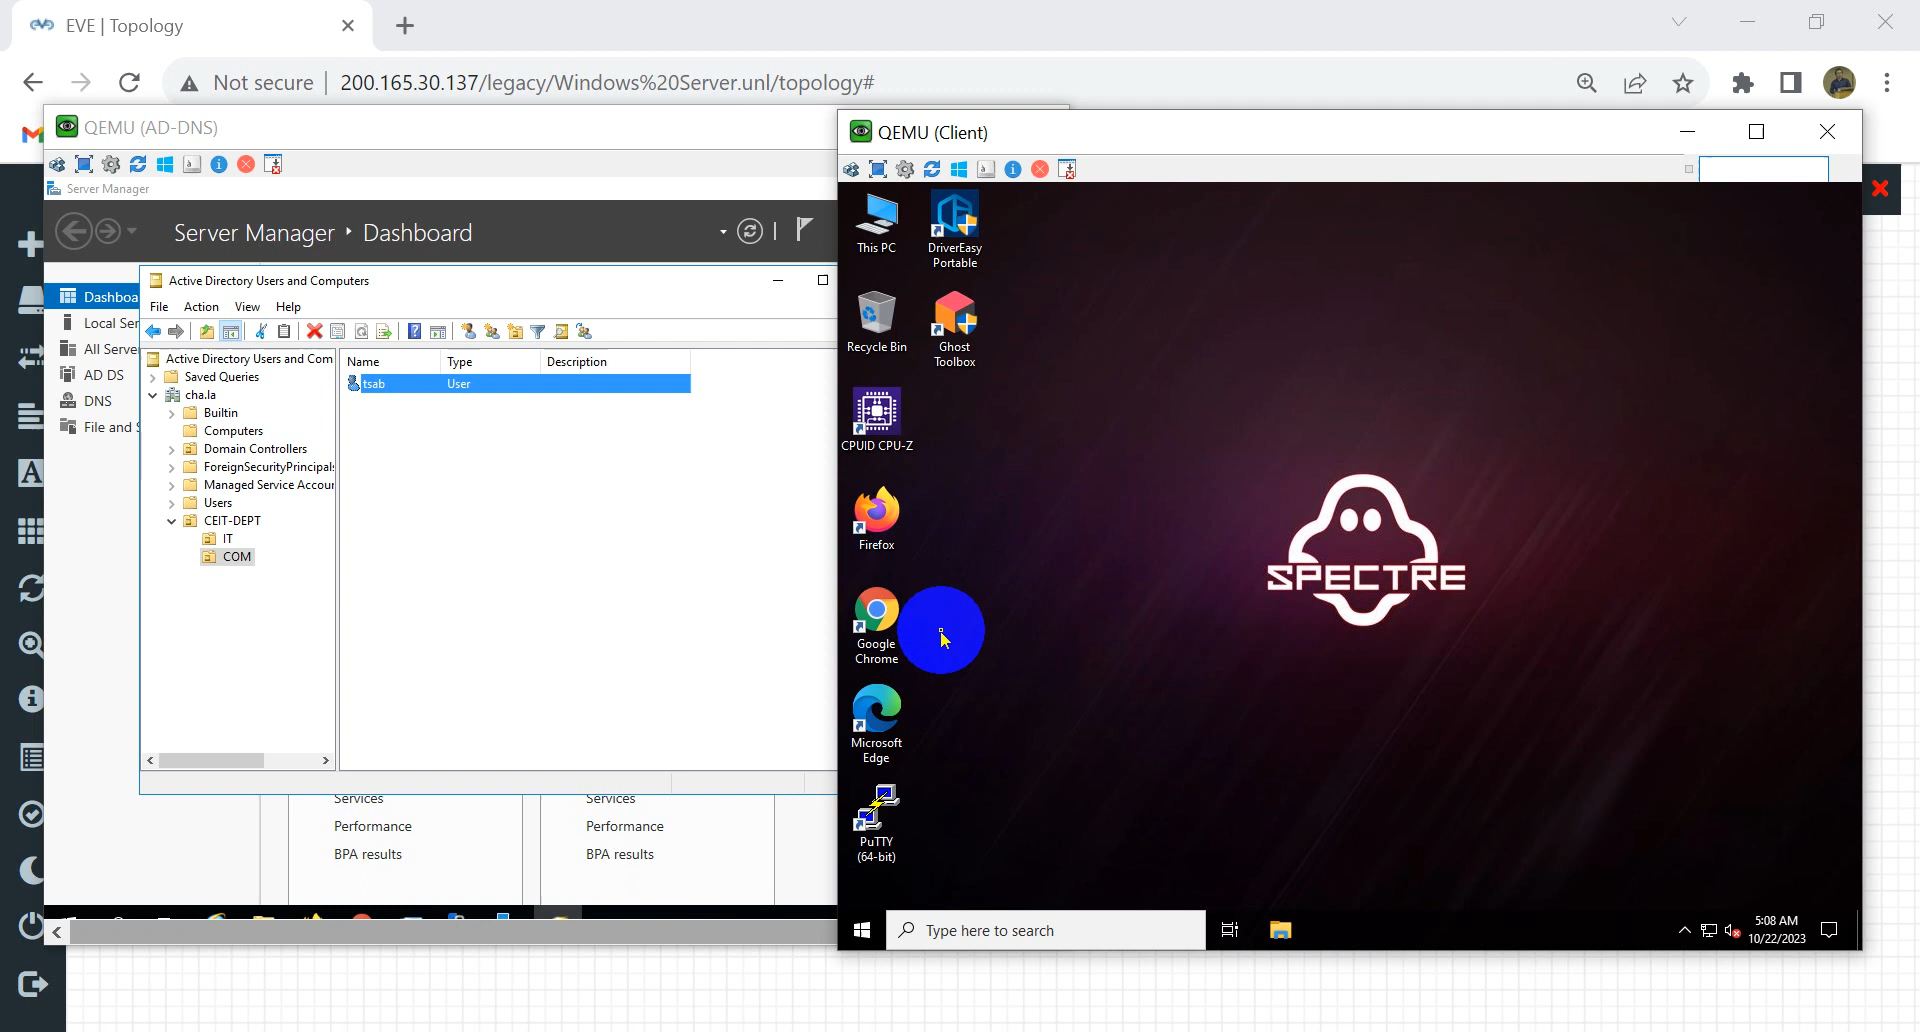 EVE | Topology
Not secure | 200.165.30.137/legacy/Windows%20Server.unl/topology#
QEMU (AD-DNS)
Server Manager
Server Manager
Dashboard
Dashboa
Local Ser
All Serve
AD DS
DNS
File and S
Active Directory Users and Computers
File Action View Help
Active Directory Users and Com
Saved Queries
cha.la
Builtin
Computers
Domain Controllers
ForeignSecurityPrincipals
Managed Service Accour
Users
CEIT-DEPT
IT
COM
Name Type Description
tsab User
Services
Performance
BPA results
Services
Performance
BPA results
QEMU (Client)
This PC
DriverEasy
Portable
Recycle Bin
Ghost
Toolbox
CPUID CPU-Z
Firefox
Google
Chrome
Microsoft
Edge
PuTTY
(64-bit)
SPECTRE
Type here to search
5:08 AM
10/22/2023